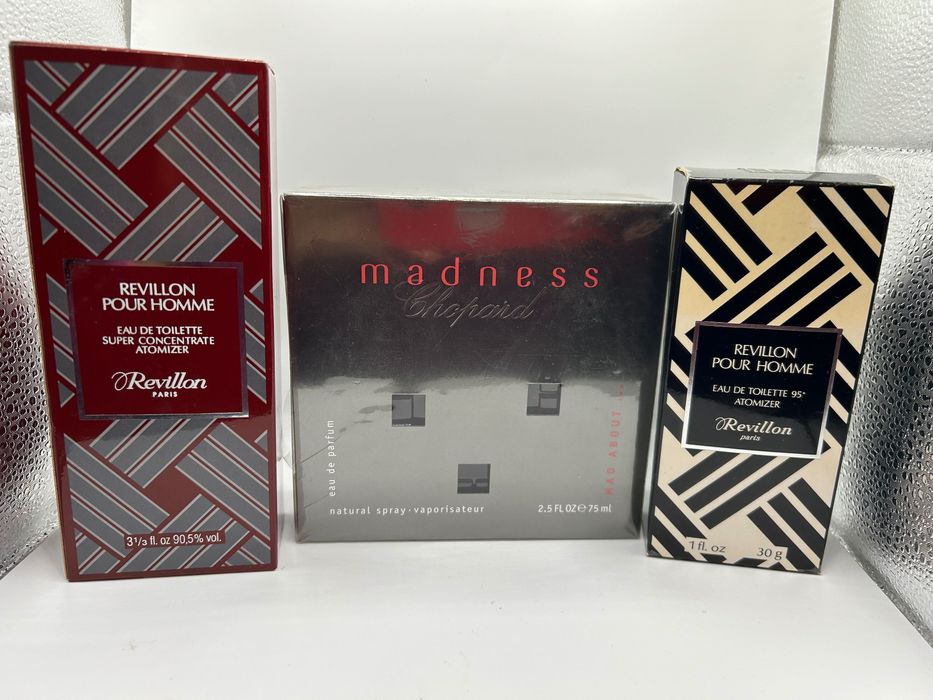 REVILLON
POUR HOMME
EAU DE TOILETTE
SUPER CONCENTRATE
ATOMIZER
Revillon
PARIS
3 1/3 fl. oz 90,5% vol.
madness
Chopard
eau de parfum
MAD ABOUT
natural spray · vaporisateur
2.5 FL OZ ℮ 75 ml
REVILLON
POUR HOMME
EAU DE TOILETTE 95°
ATOMIZER
Revillon
paris
1 fl. oz 30 g